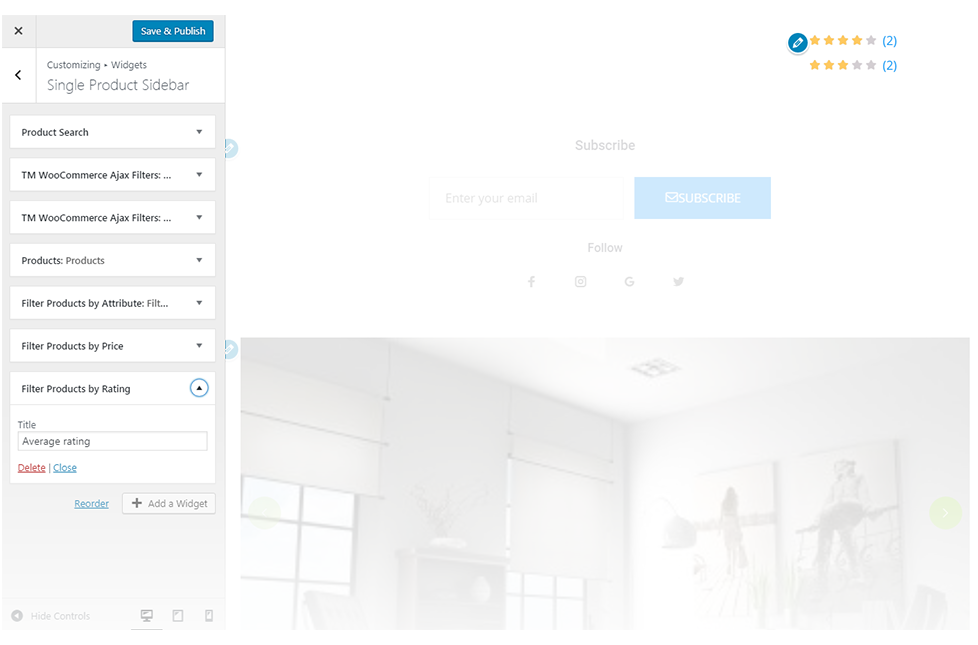 Save & Publish
Customizing ▸ Widgets
Single Product Sidebar
Product Search
TM WooCommerce Ajax Filters: ...
TM WooCommerce Ajax Filters: ...
Products: Products
Filter Products by Attribute: Filt...
Filter Products by Price
Filter Products by Rating
Title
Average rating
Delete | Close
Reorder
Add a Widget
Hide Controls
(2)
(2)
Subscribe
Enter your email
SUBSCRIBE
Follow